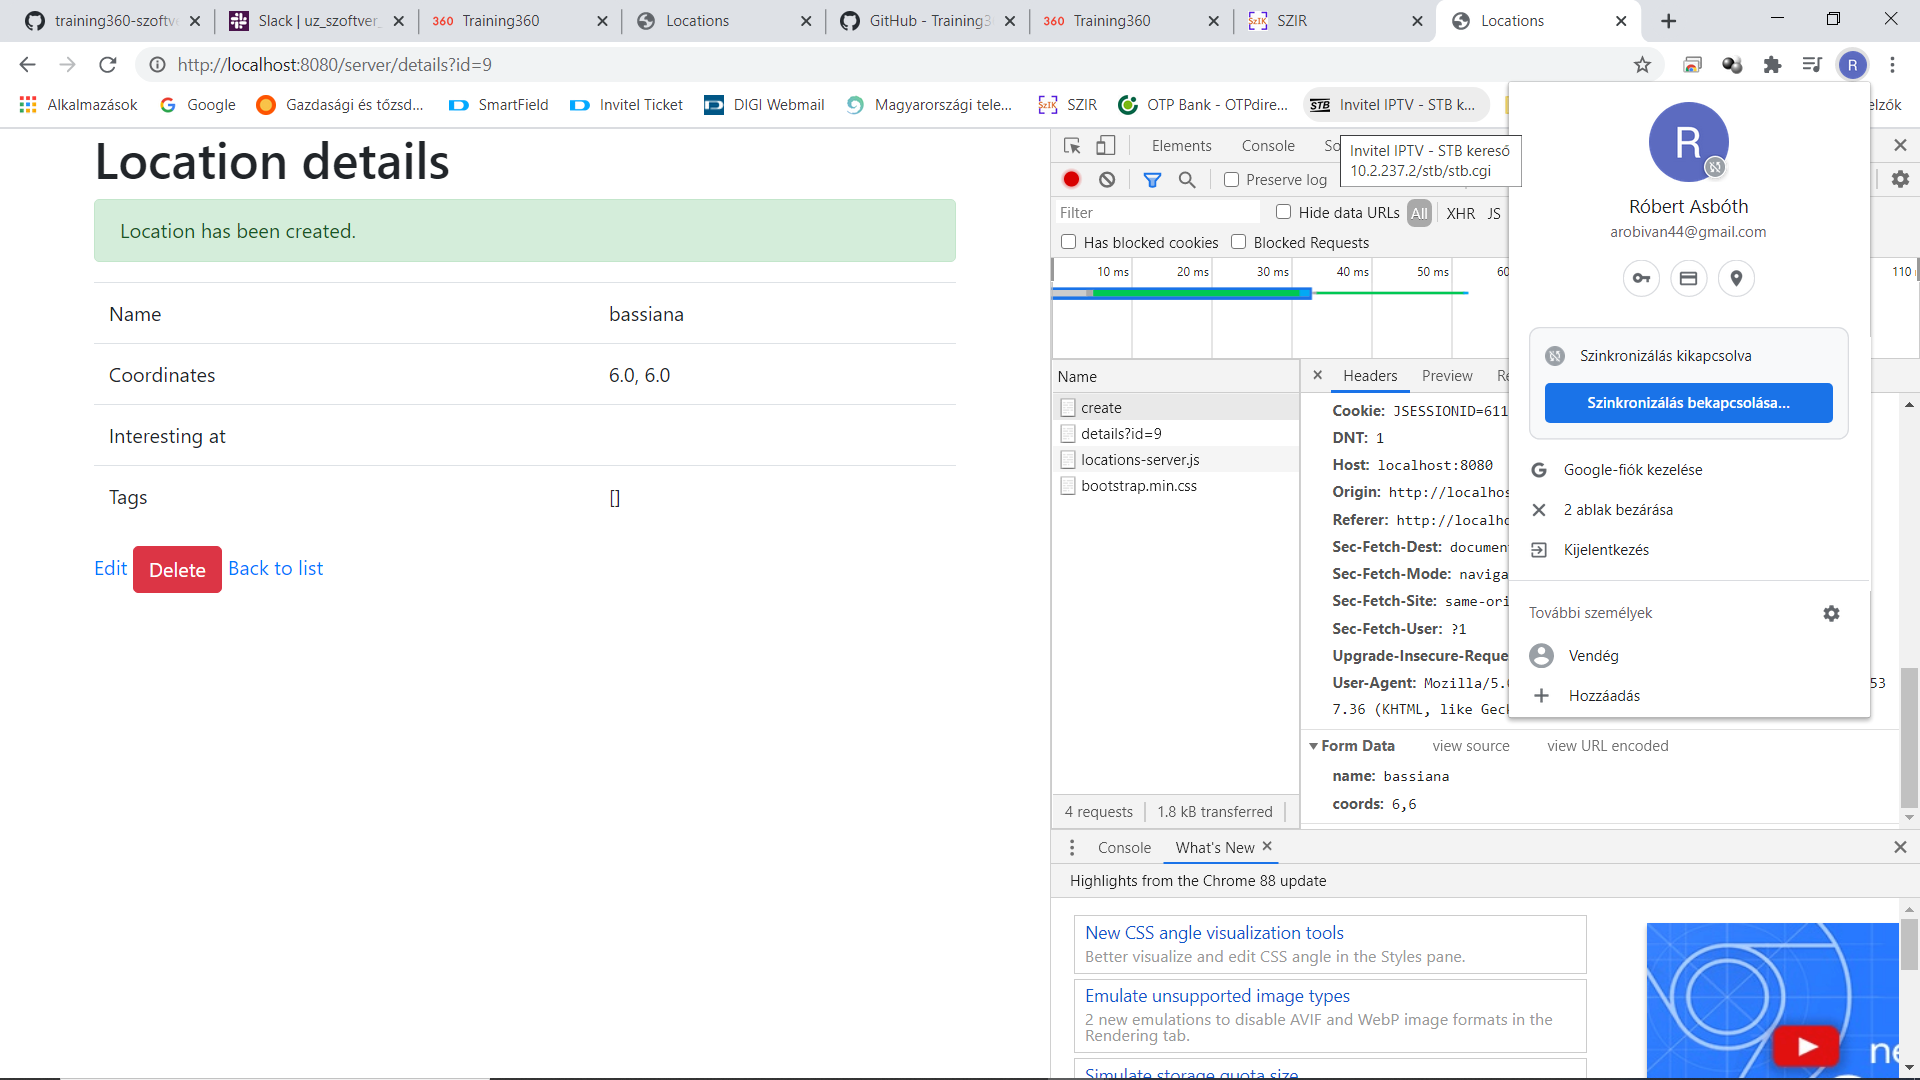 training360-szoftv
Slack | uz_szoftver_
360 Training360
Locations
GitHub - Training3
360 Training360
SZIR
Locations
http://localhost:8080/server/details?id=9
R
Alkalmazások
Google
Gazdasági és tőzsd...
SmartField
Invitel Ticket
DIGI Webmail
Magyarországi tele...
SZIR
OTP Bank - OTPdire...
STB Invitel IPTV - STB k...
elzők
Location details
Location has been created.
Name bassiana
Coordinates 6.0, 6.0
Interesting at
Tags []
Edit Delete Back to list
Elements Console So
Invitel IPTV - STB kereső
10.2.237.2/stb/stb.cgi
Preserve log
Filter
Hide data URLs All XHR JS
Has blocked cookies Blocked Requests
10 ms 20 ms 30 ms 40 ms 50 ms 60 110
Name
create
details?id=9
locations-server.js
bootstrap.min.css
4 requests 1.8 kB transferred
Headers Preview Re
Cookie: JSESSIONID=611
DNT: 1
Host: localhost:8080
Origin: http://localhos
Referer: http://localho
Sec-Fetch-Dest: documen
Sec-Fetch-Mode: naviga
Sec-Fetch-Site: same-ori
Sec-Fetch-User: ?1
Upgrade-Insecure-Reque
User-Agent: Mozilla/5. 53
7.36 (KHTML, like Gec
Form Data view source view URL encoded
name: bassiana
coords: 6,6
R
Róbert Asbóth
arobivan44@gmail.com
Szinkronizálás kikapcsolva
Szinkronizálás bekapcsolása...
Google-fiók kezelése
2 ablak bezárása
Kijelentkezés
További személyek
Vendég
Hozzáadás
Console What's New
Highlights from the Chrome 88 update
New CSS angle visualization tools
Better visualize and edit CSS angle in the Styles pane.
Emulate unsupported image types
2 new emulations to disable AVIF and WebP image formats in the
Rendering tab.
Simulate storage quota size
ne